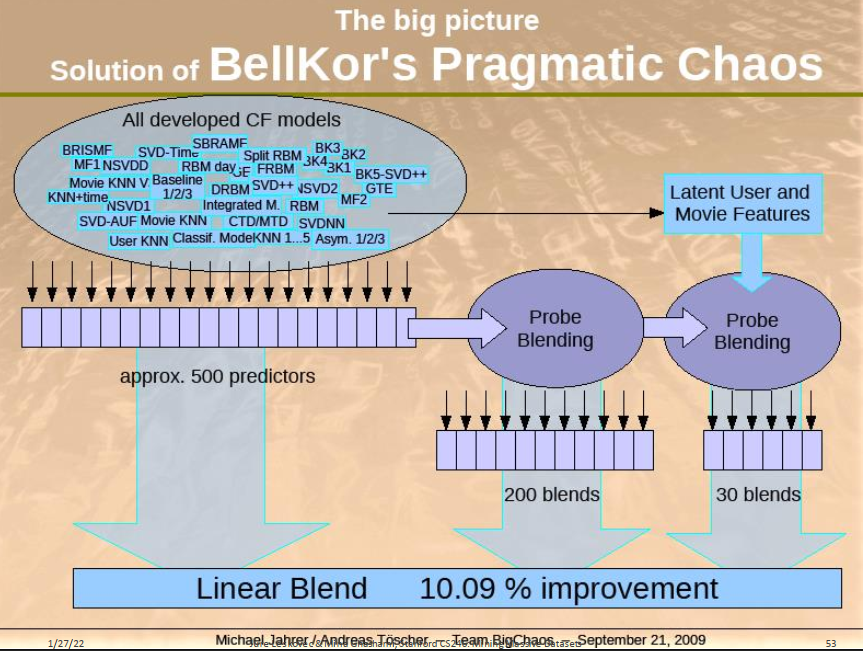 The big picture
Solution of BellKor's Pragmatic Chaos
All developed CF models
SBRAMF
BRISMF
SVD-Time
Split RBM
BK3
BK2
MF1
NSVDD
RBM day
FRBM
BK4
BK1
BK5-SVD++
Movie KNN V
Baseline
1/2/3
DRBM
SVD++
NSVD2
GTE
KNN+time
NSVD1
Integrated M.
RBM
MF2
SVD-AUF
Movie KNN
CTD/MTD
SVDNN
User KNN
Classif. Mode
KNN 1...5
Asym. 1/2/3
Latent User and
Movie Features
Probe
Blending
Probe
Blending
approx. 500 predictors
200 blends
30 blends
Linear Blend 10.09 % improvement
Michael Jahrer / Andreas Töscher – Team BigChaos – September 21, 2009
1/27/22
Jure Leskovec & Mina Ghashami, Stanford CS246: Mining Massive Datasets
53